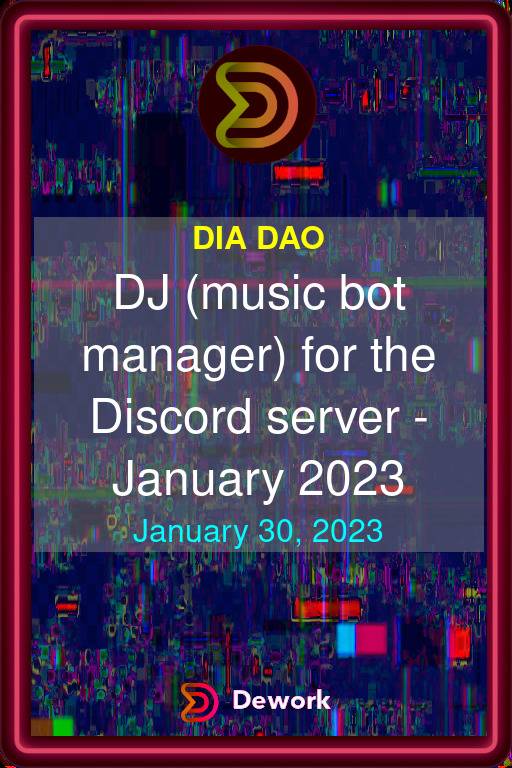 DIA DAO
DJ (music bot
manager) for the
Discord server -
January 2023
January 30, 2023
Dework